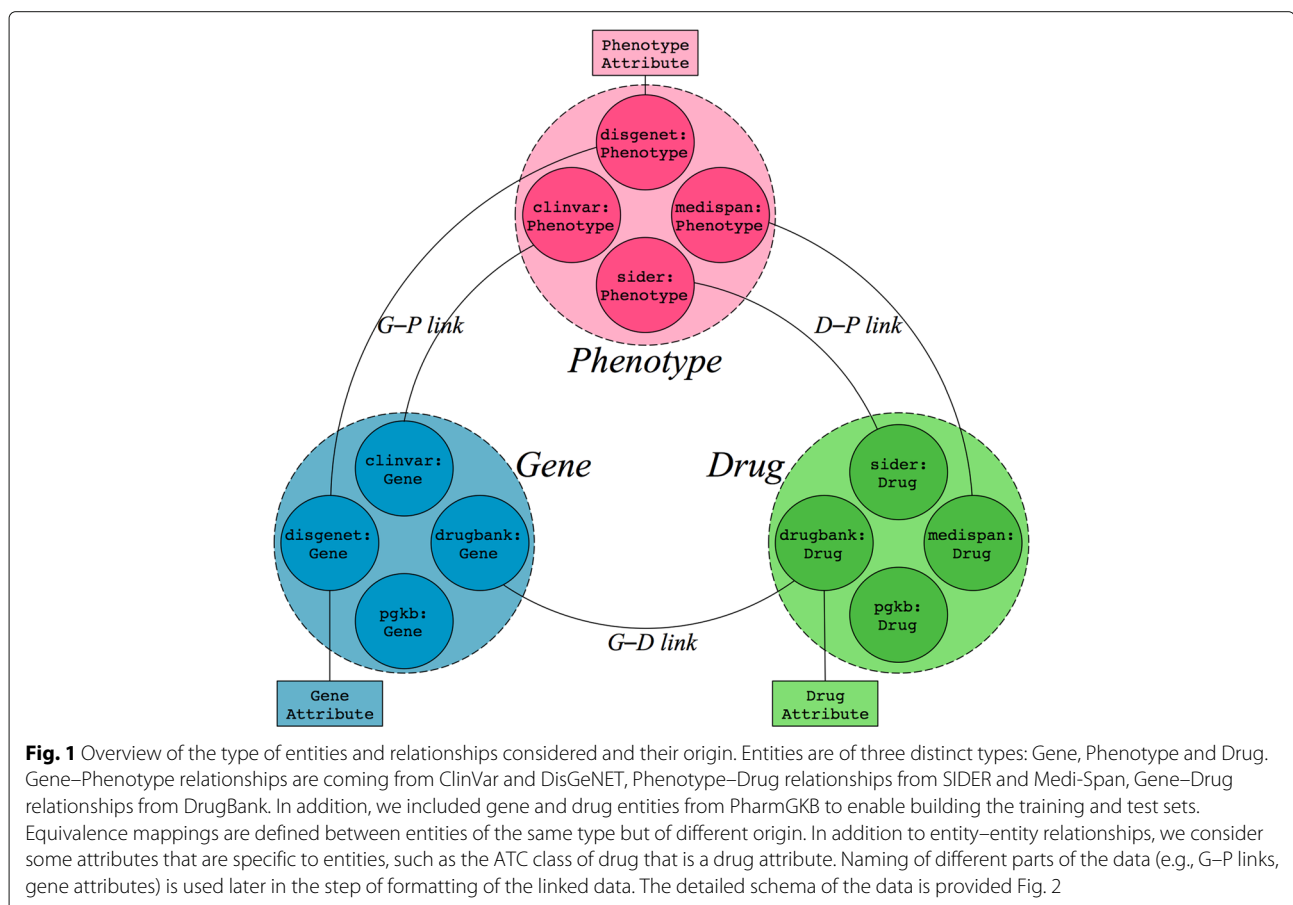 Phenotype
Attribute
disgenet:
Phenotype
clinvar:
Phenotype
medispan:
Phenotype
sider:
Phenotype
G–P link
D–P link
Phenotype
Gene
Drug
clinvar:
Gene
disgenet:
Gene
drugbank:
Gene
pgkb:
Gene
sider:
Drug
drugbank:
Drug
medispan:
Drug
pgkb:
Drug
G–D link
Gene
Attribute
Drug
Attribute
Fig. 1 Overview of the type of entities and relationships considered and their origin. Entities are of three distinct types: Gene, Phenotype and Drug.
Gene–Phenotype relationships are coming from ClinVar and DisGeNET, Phenotype–Drug relationships from SIDER and Medi-Span, Gene–Drug
relationships from DrugBank. In addition, we included gene and drug entities from PharmGKB to enable building the training and test sets.
Equivalence mappings are defined between entities of the same type but of different origin. In addition to entity–entity relationships, we consider
some attributes that are specific to entities, such as the ATC class of drug that is a drug attribute. Naming of different parts of the data (e.g., G–P links,
gene attributes) is used later in the step of formatting of the linked data. The detailed schema of the data is provided Fig. 2